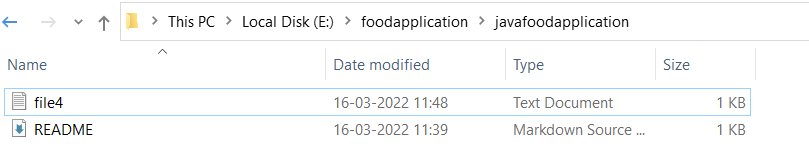 This PC > Local Disk (E:) > foodapplication > javafoodapplication
Name Date modified Type Size
file4 16-03-2022 11:48 Text Document 1 KB
README 16-03-2022 11:39 Markdown Source ... 1 KB